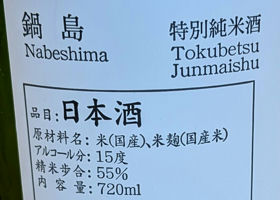 鍋島
Nabeshima
特別純米酒
Tokubetsu
Junmaishu
品目:日本酒
原材料名:米(国産)、米麹(国産米)
アルコール分:15度
精米歩合:55%
内容量:720ml